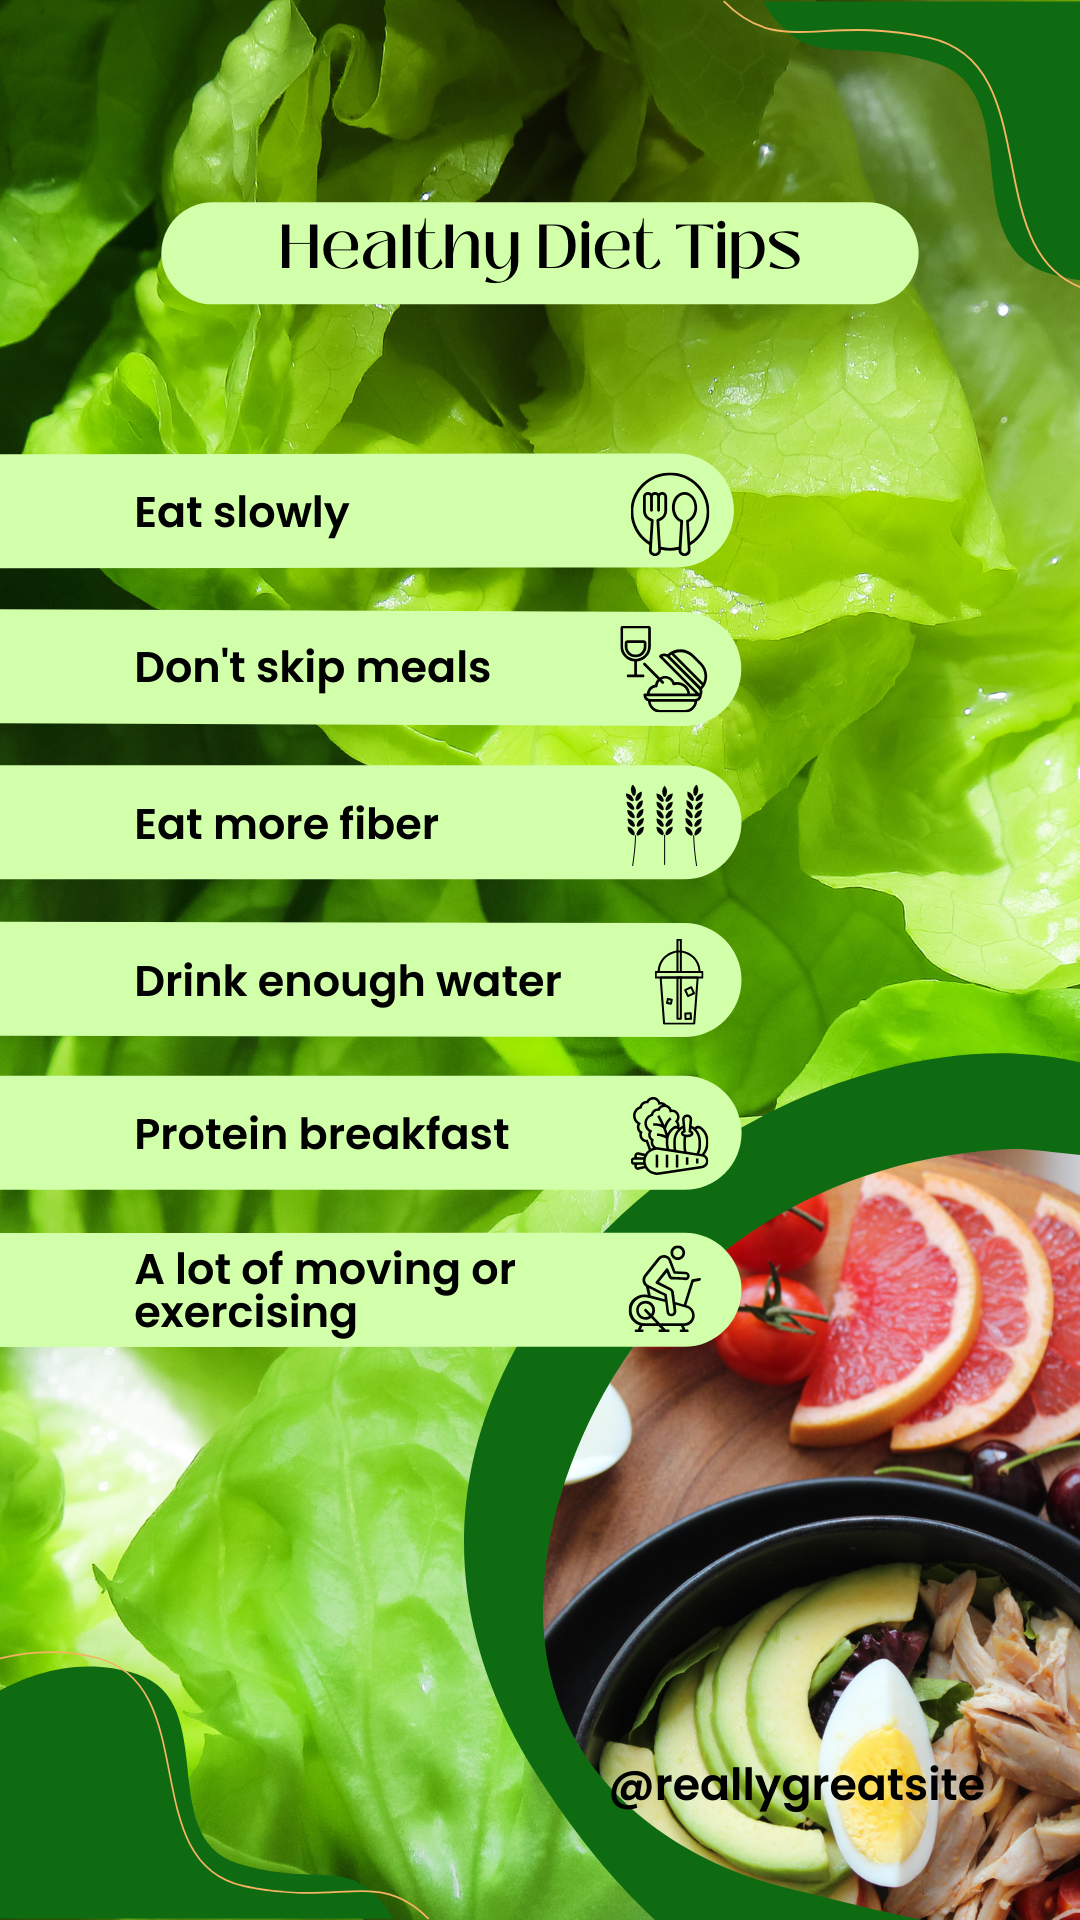 Healthy Diet Tips
Eat slowly
Don't skip meals
Eat more fiber
Drink enough water
Protein breakfast
A lot of moving or
exercising
@reallygreatsite